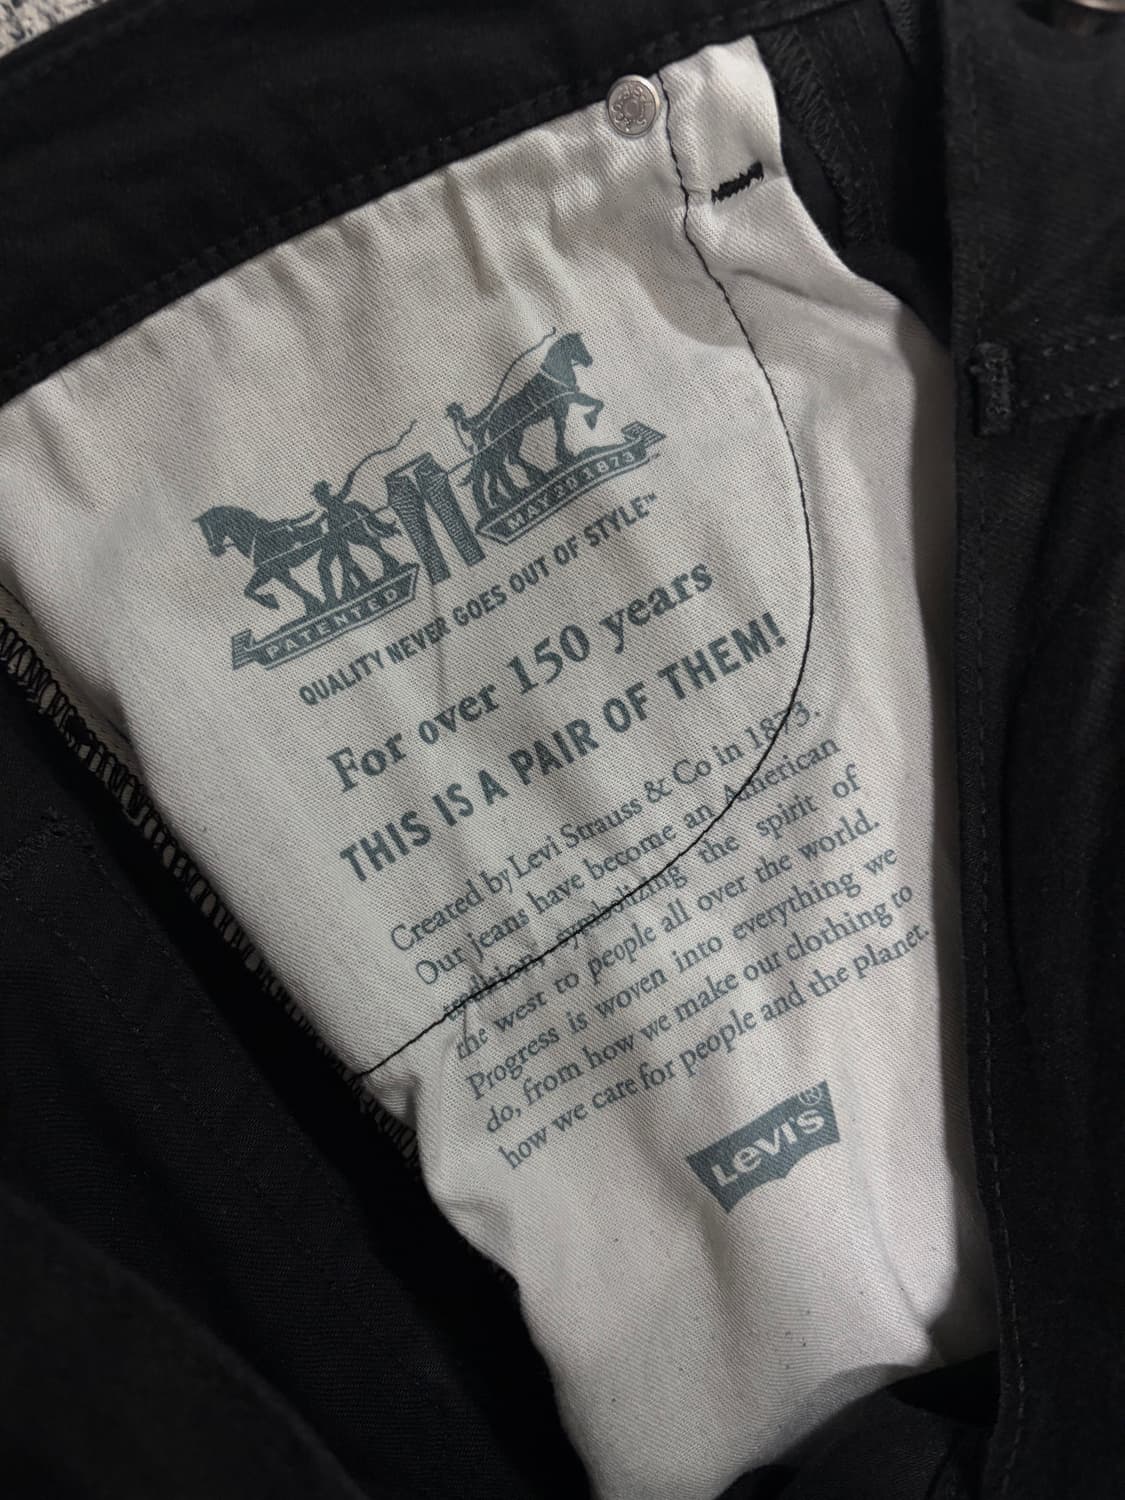 PATENTED
MAY 20 1873
QUALITY NEVER GOES OUT OF STYLE™
For over 150 years
THIS IS A PAIR OF THEM!
Created by Levi Strauss & Co in 1873.
Our jeans have become an American
tradition, symbolizing the spirit of
the west to people all over the world.
Progress is woven into everything we
do, from how we make our clothing to
how we care for people and the planet.
Levi's®